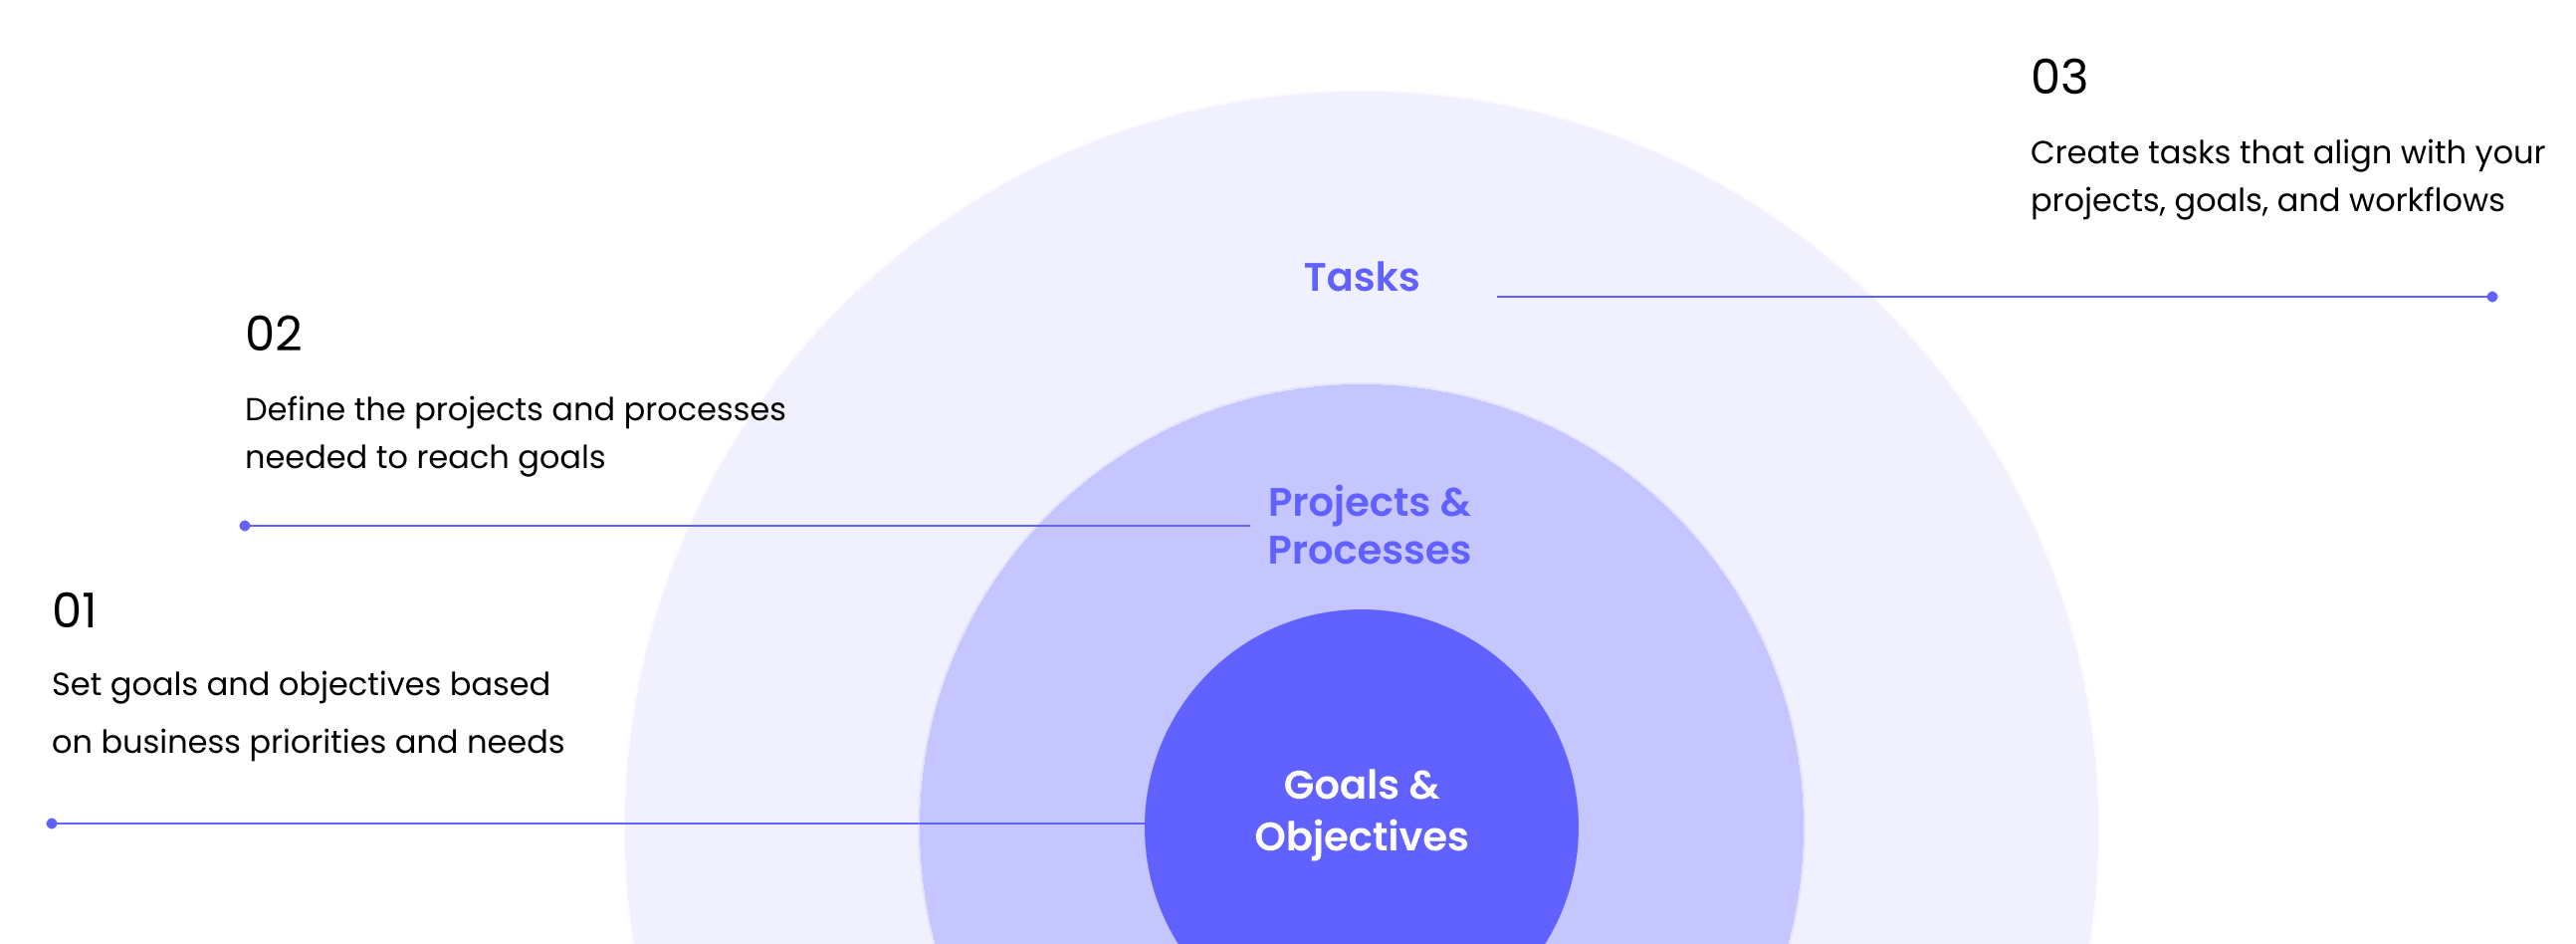 03
Create tasks that align with your
projects, goals, and workflows
Tasks
02
Define the projects and processes
needed to reach goals
Projects &
Processes
01
Set goals and objectives based
on business priorities and needs
Goals &
Objectives